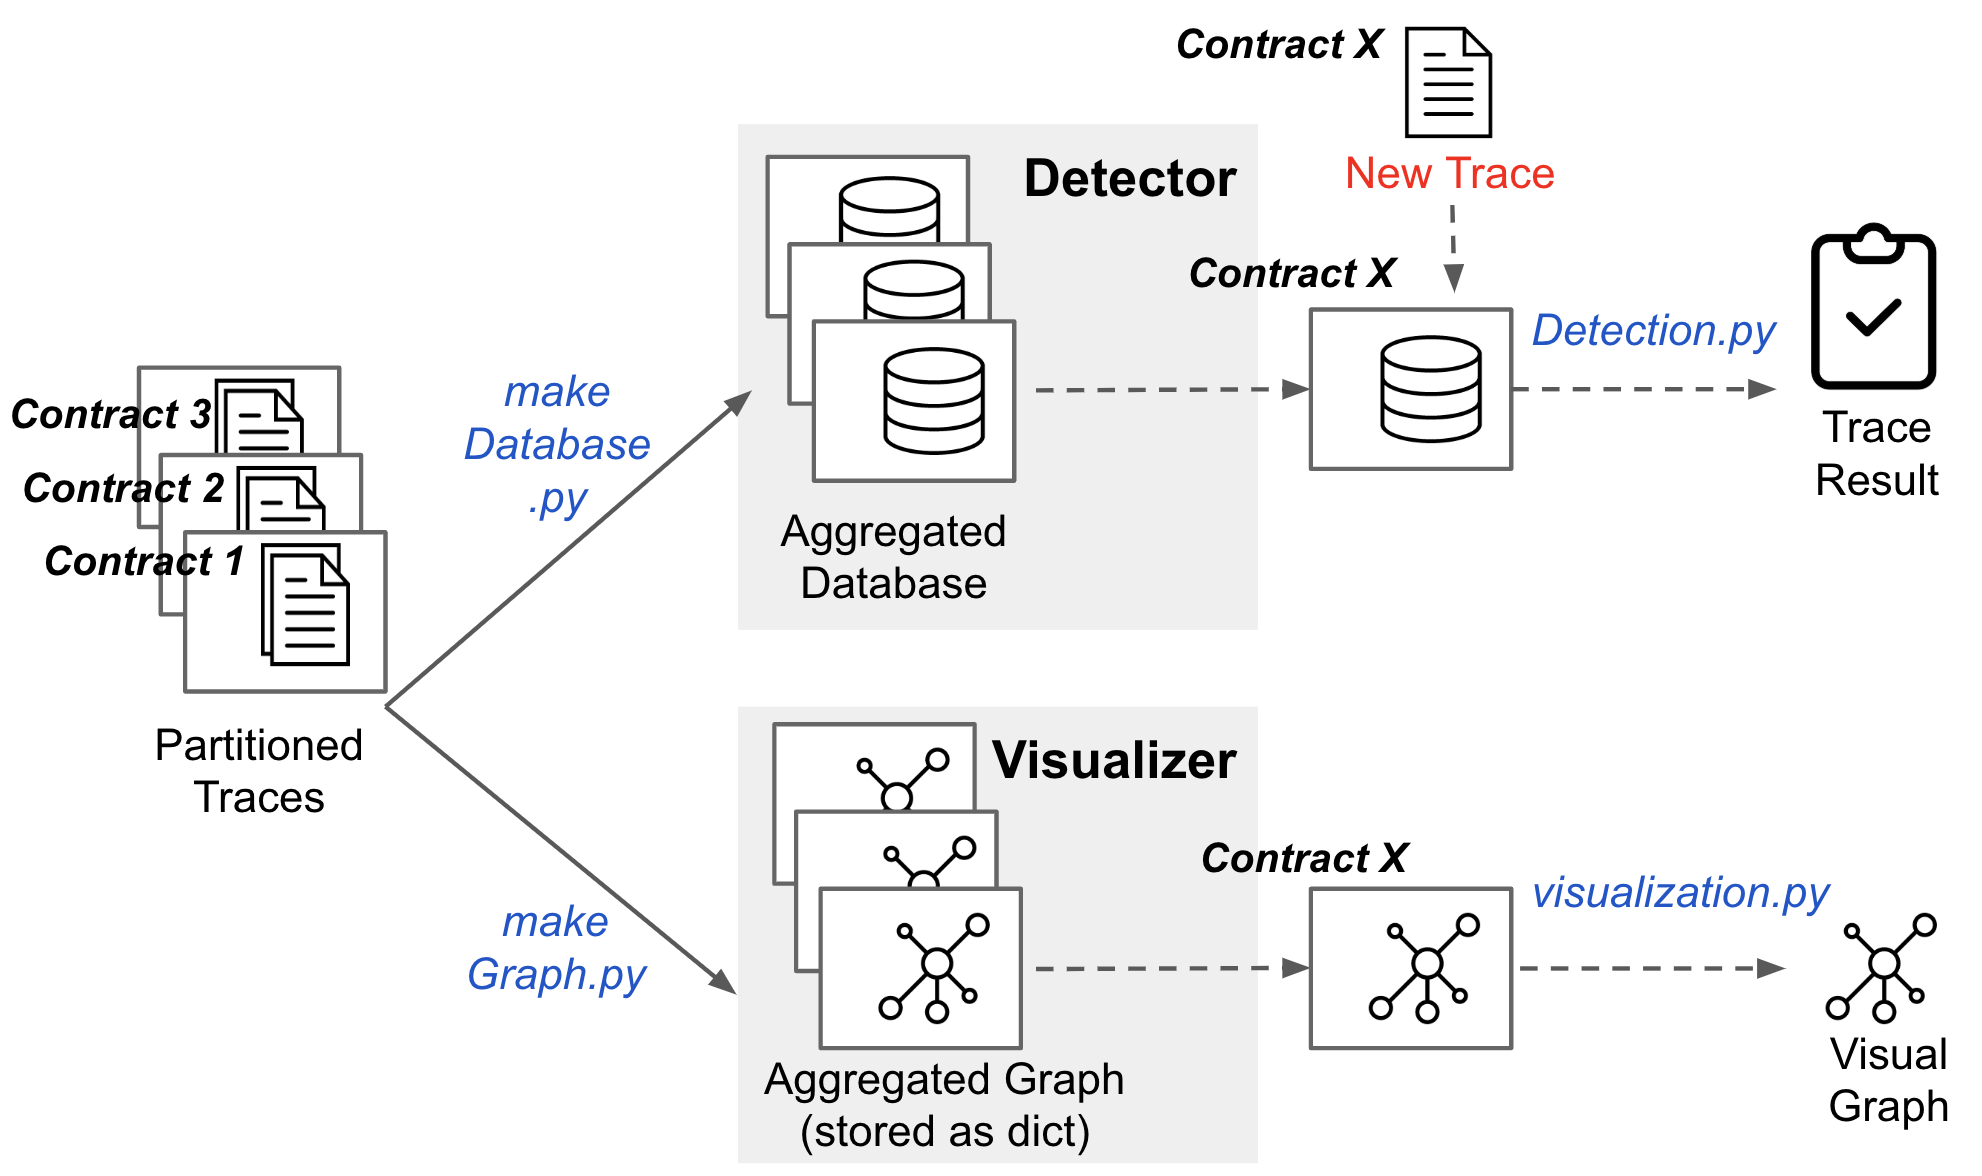 Contract X
New Trace
Detector
Contract X
Detection.py
Trace
Result
make
Database
.py
Contract 3
Contract 2
Contract 1
Aggregated
Database
Partitioned
Traces
Visualizer
Contract X
visualization.py
make
Graph.py
Aggregated Graph
(stored as dict)
Visual
Graph